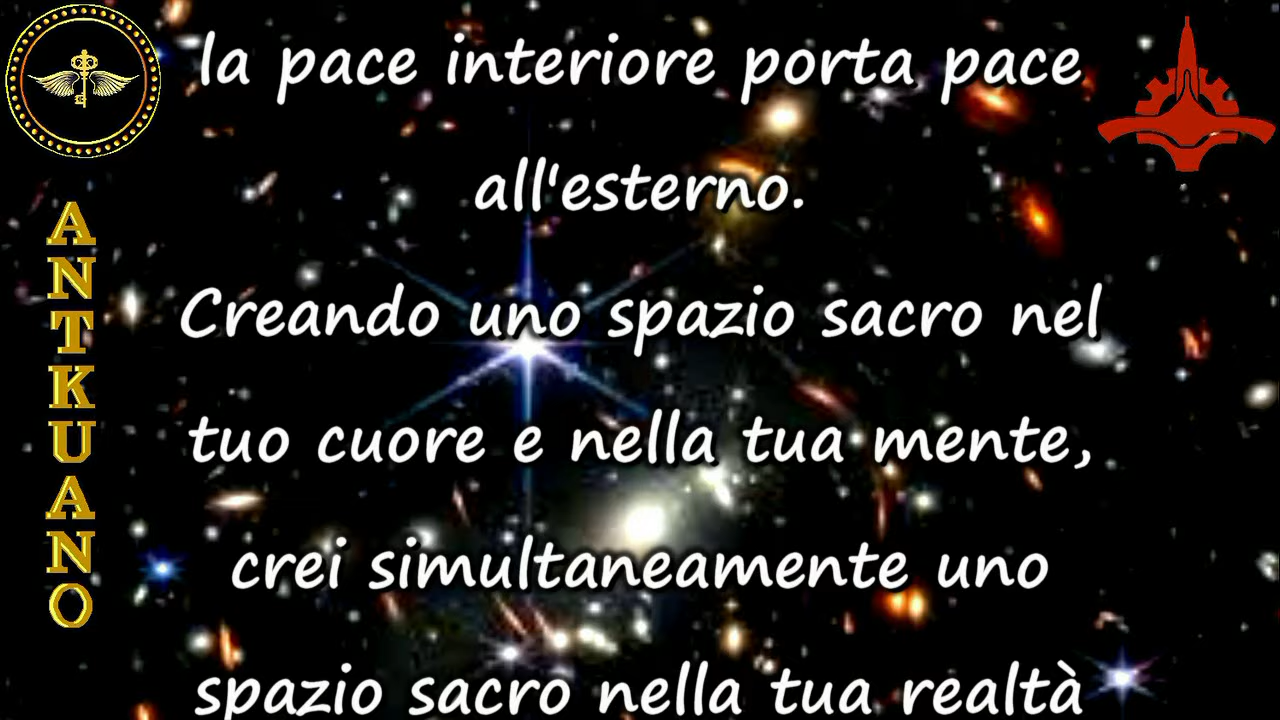 la pace interiore porta pace
all'esterno.
Creando uno spazio sacro nel
tuo cuore e nella tua mente,
crei simultaneamente uno
spazio sacro nella tua realtà
ANTKUANO